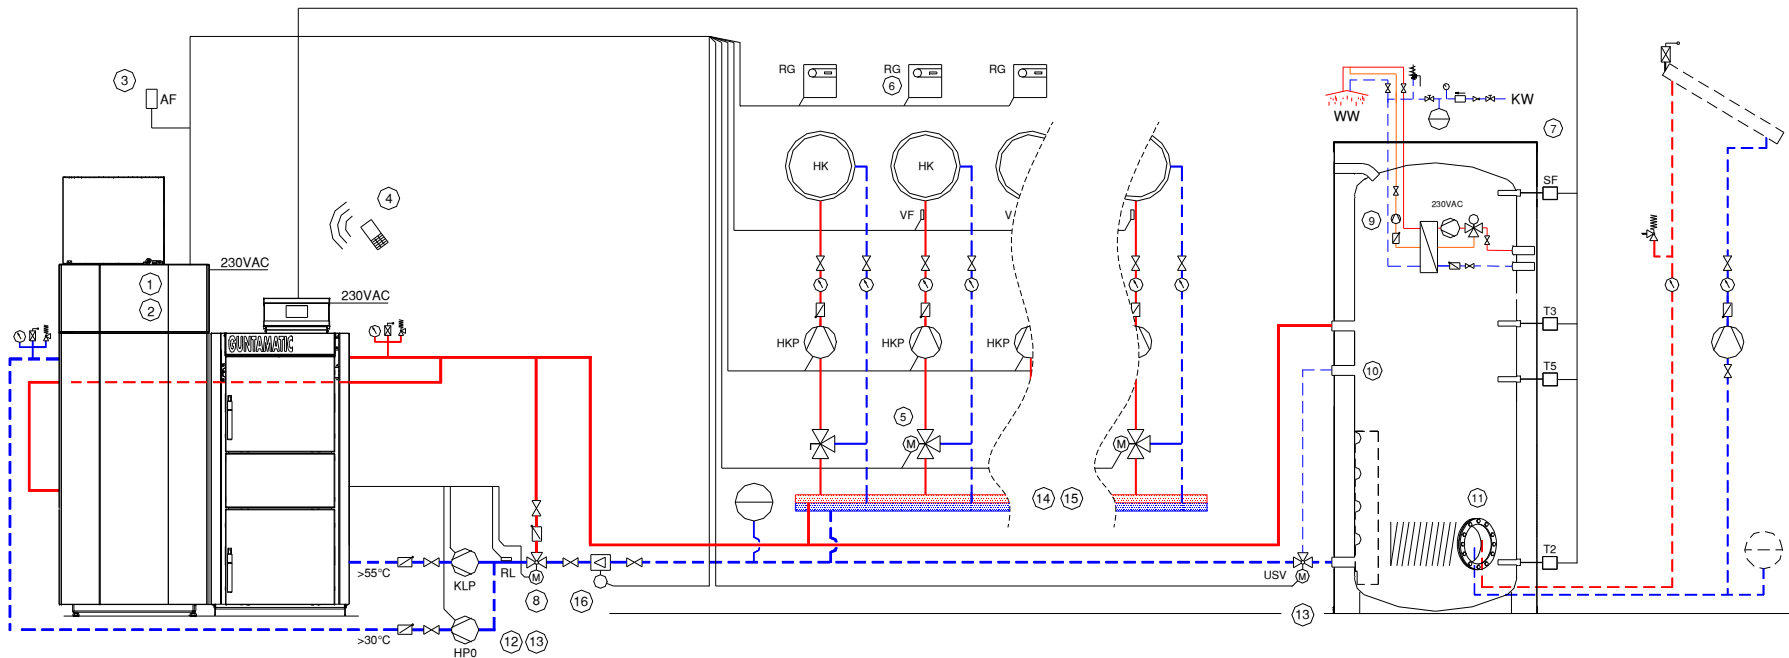 3
AF
4
RG
RG
6
RG
WW
KW
7
HK
HK
SF
VF
V
9
230VAC
230VAC
1
2
230VAC
GUNTAMATIC
HKP
HKP
HKP
T3
10
T5
5
M
M
14
15
11
>55°C
KLP
RL
M
8
16
USV
M
13
T2
>30°C
HP0
12
13